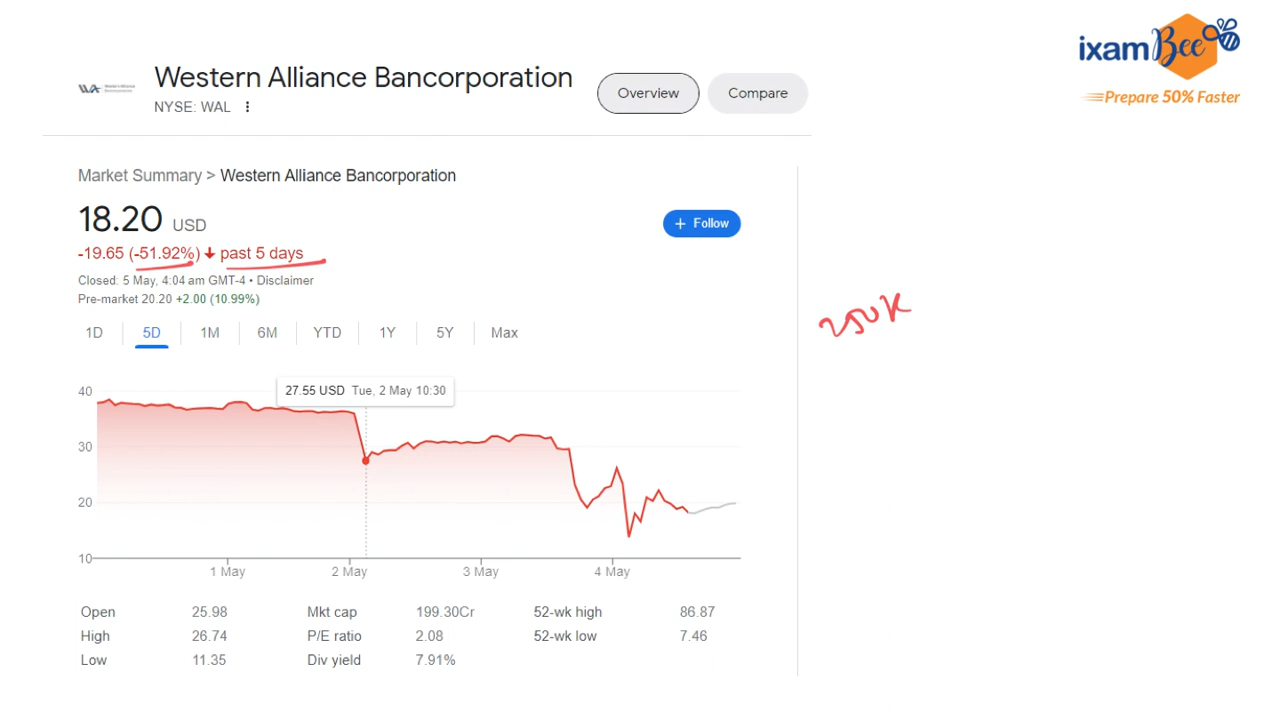 ixamBee
Prepare 50% Faster
Western Alliance Bancorporation
NYSE: WAL
Overview
Compare
Market Summary > Western Alliance Bancorporation
18.20 USD
-19.65 (-51.92%) ↓ past 5 days
+ Follow
Closed: 5 May, 4:04 am GMT-4 • Disclaimer
Pre-market 20.20 +2.00 (10.99%)
1D 5D 1M 6M YTD 1Y 5Y Max
250K
27.55 USD Tue, 2 May 10:30
40
30
20
10
1 May 2 May 3 May 4 May
Open 25.98 Mkt cap 199.30Cr 52-wk high 86.87
High 26.74 P/E ratio 2.08 52-wk low 7.46
Low 11.35 Div yield 7.91%